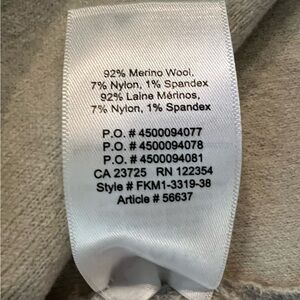 92% Merino Wool,
7% Nylon, 1% Spandex
92% Laine Mérinos,
7% Nylon, 1% Spandex
P.O. # 4500094077
P.O. # 4500094078
P.O. # 4500094081
CA 23725 RN 122354
Style # FKM1-3319-38
Article # 56637